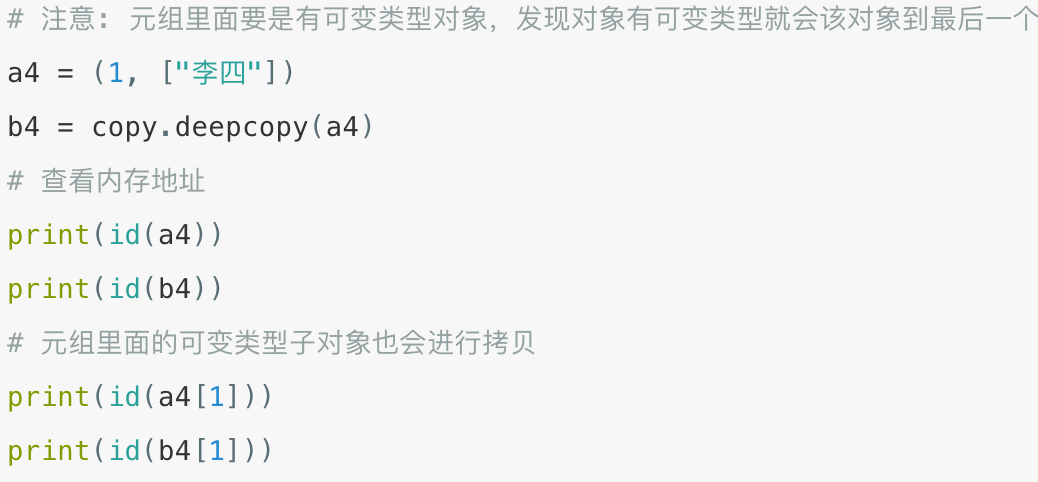 # 注意: 元组里面要是有可变类型对象，发现对象有可变类型就会该对象到最后一个
a4 = (1, ["李四"])
b4 = copy.deepcopy(a4)
# 查看内存地址
print(id(a4))
print(id(b4))
# 元组里面的可变类型子对象也会进行拷贝
print(id(a4[1]))
print(id(b4[1]))